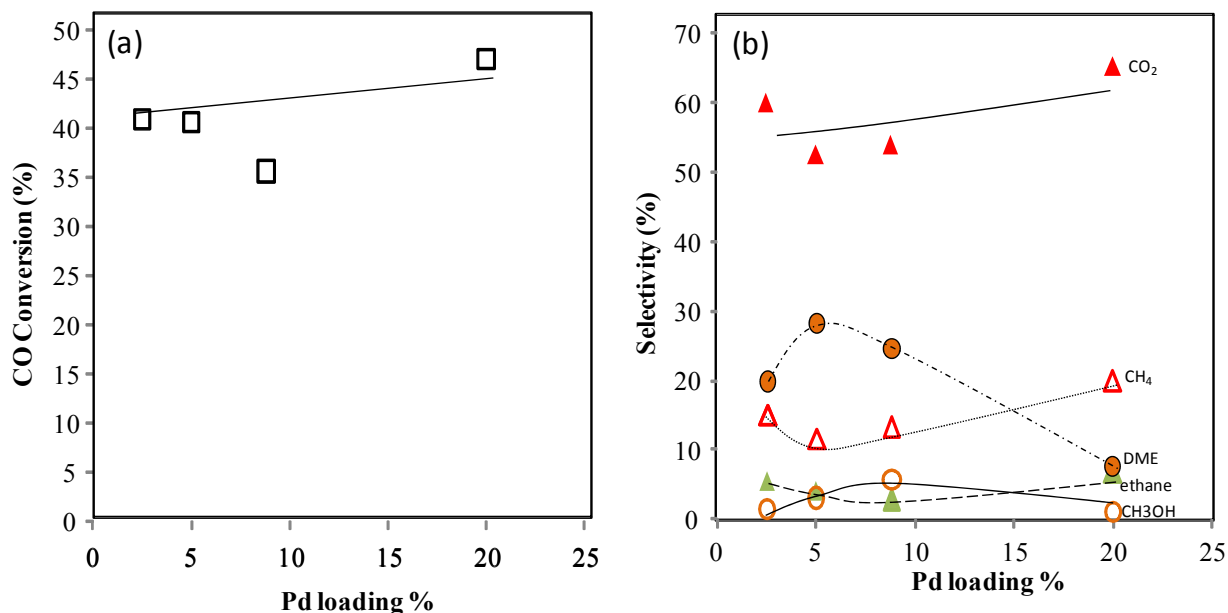 (a)
50
45
40
35
30
25
20
15
10
5
0
CO Conversion (%)
0 5 10 15 20 25
Pd loading %
(b)
70
60
50
40
30
20
10
0
Selectivity (%)
CO₂
CH₄
DME
ethane
CH3OH
0 5 10 15 20 25
Pd loading %